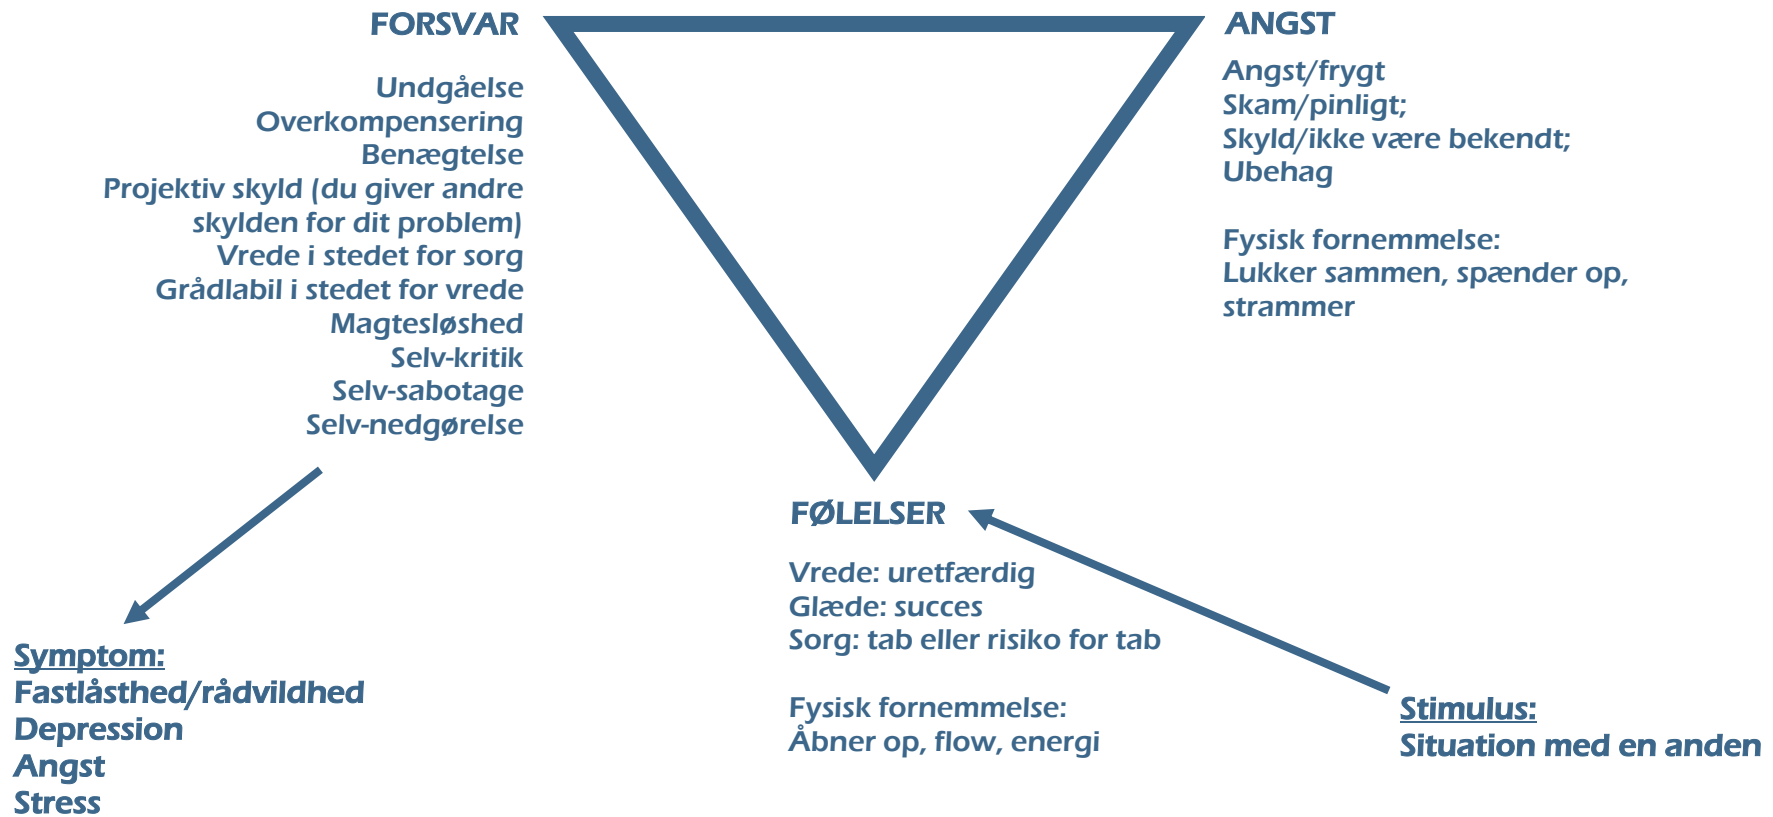 FORSVAR
Undgåelse
Overkompensering
Benægtelse
Projektiv skyld (du giver andre
skylden for dit problem)
Vrede i stedet for sorg
Grådlabil i stedet for vrede
Magtesløshed
Selv-kritik
Selv-sabotage
Selv-nedgørelse
ANGST
Angst/frygt
Skam/pinligt;
Skyld/ikke være bekendt;
Ubehag
Fysisk fornemmelse:
Lukker sammen, spænder op,
strammer
FØLELSER
Vrede: uretfærdig
Glæde: succes
Sorg: tab eller risiko for tab
Fysisk fornemmelse:
Åbner op, flow, energi
Symptom:
Fastlåsthed/rådvildhed
Depression
Angst
Stress
Stimulus:
Situation med en anden